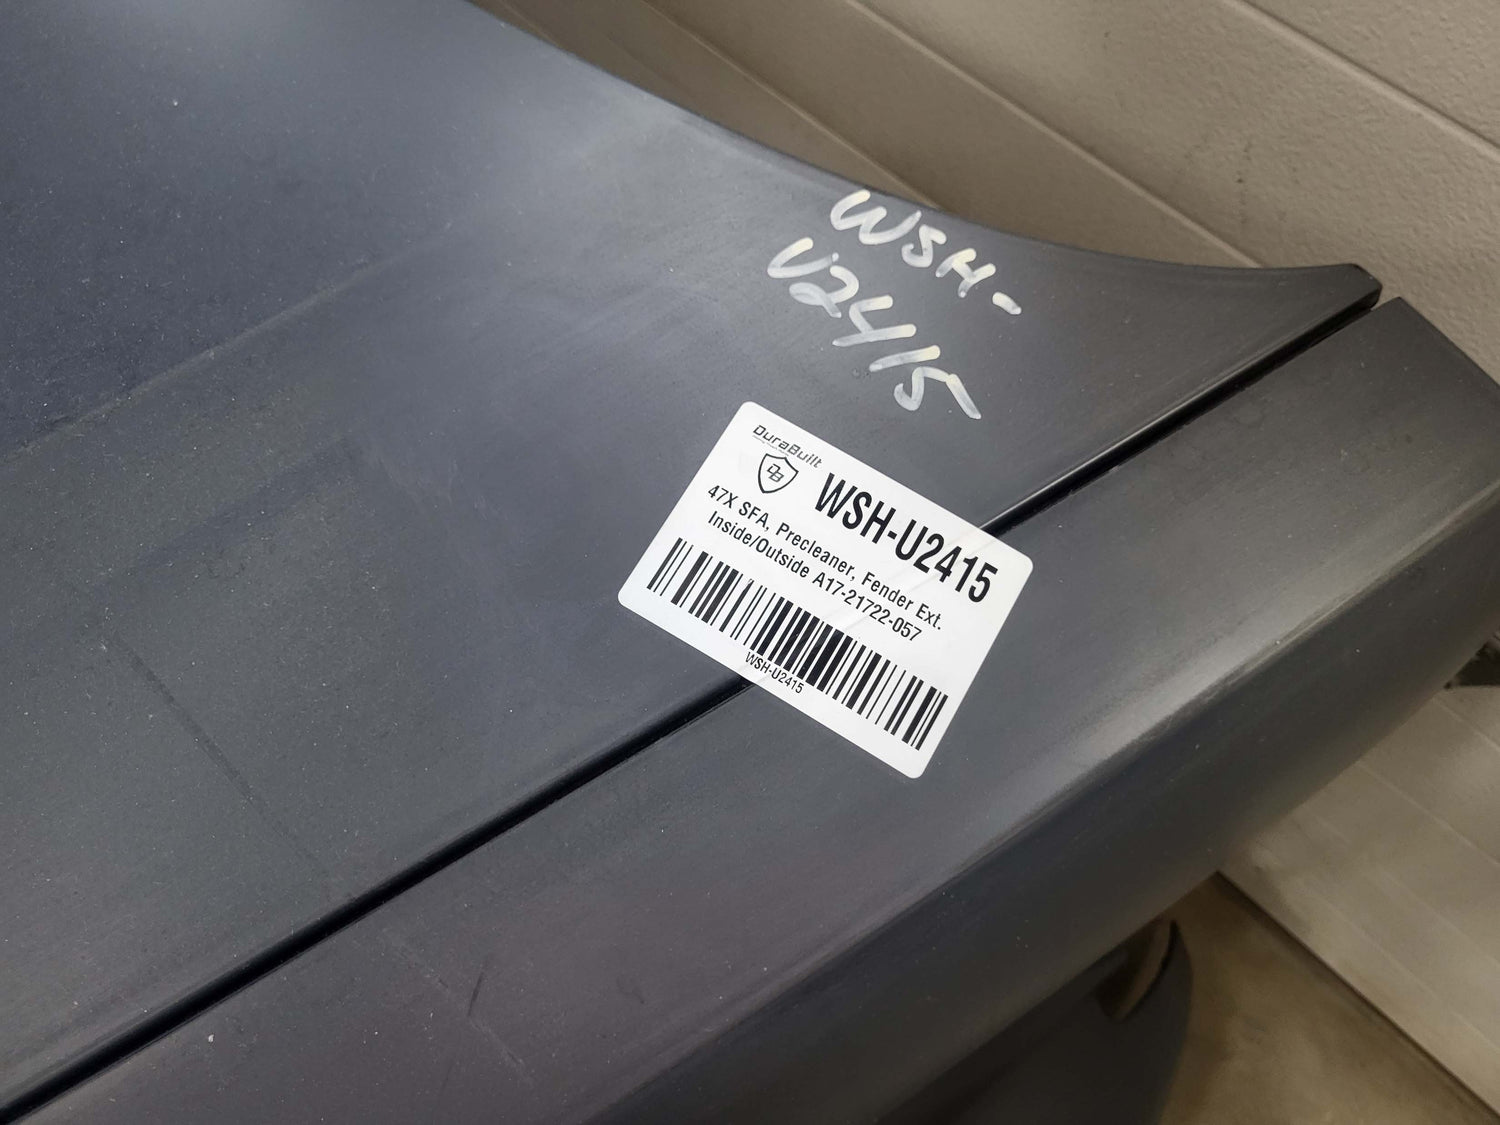 WSH-
U2415
DuraBuilt
DB
WSH-U2415
47X SFA, Precleaner, Fender Ext.
Inside/Outside A17-21722-057
WSH-U2415